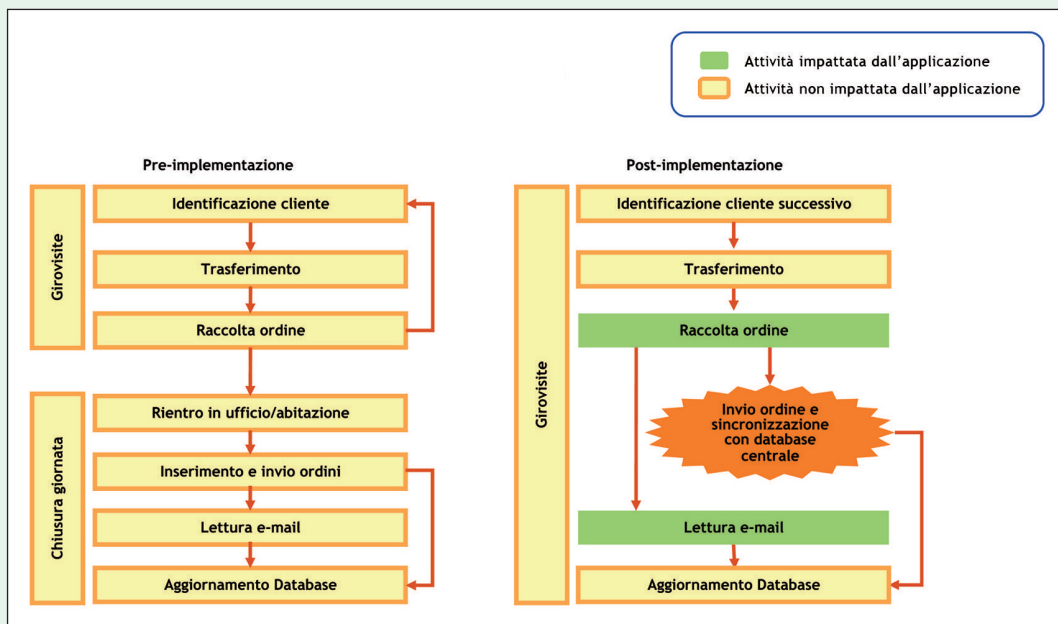 Attività impattata dall'applicazione
Attività non impattata dall'applicazione
Pre-implementazione
Girovisite
Identificazione cliente
Trasferimento
Raccolta ordine
Chiusura giornata
Rientro in ufficio/abitazione
Inserimento e invio ordini
Lettura e-mail
Aggiornamento Database
Post-implementazione
Girovisite
Identificazione cliente successivo
Trasferimento
Raccolta ordine
Invio ordine e
sincronizzazione
con database
centrale
Lettura e-mail
Aggiornamento Database